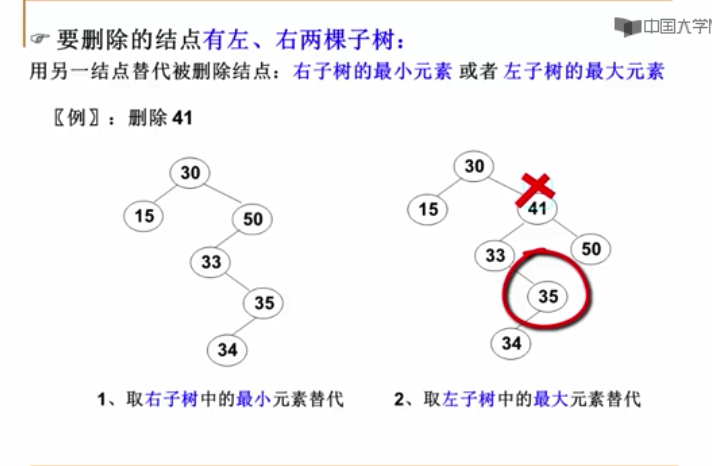 中国大学
☞ 要删除的结点有左、右两棵子树：
用另一结点替代被删除结点：右子树的最小元素 或者 左子树的最大元素
〖例〗：删除 41
30
15
50
33
35
34
30
15
41
33
50
35
34
1、取右子树中的最小元素替代
2、取左子树中的最大元素替代